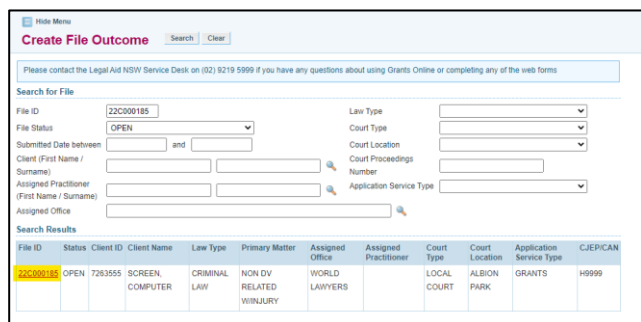 Hide Menu
Create File Outcome Search Clear
Please contact the Legal Aid NSW Service Desk on (02) 9219 5999 if you have any questions about using Grants Online or completing any of the web forms
Search for File
File ID 22C000185 Law Type
File Status OPEN Court Type
Submitted Date between and Court Location
Client (First Name / Surname) Court Proceedings Number
Assigned Practitioner (First Name / Surname) Application Service Type
Assigned Office
Search Results
File ID Status Client ID Client Name Law Type Primary Matter Assigned Office Assigned Practitioner Court Type Court Location Application Service Type CJEP/CAN
22C000185 OPEN 7263555 SCREEN, COMPUTER CRIMINAL LAW NON DV RELATED W/INJURY WORLD LAWYERS LOCAL COURT ALBION PARK GRANTS H9999